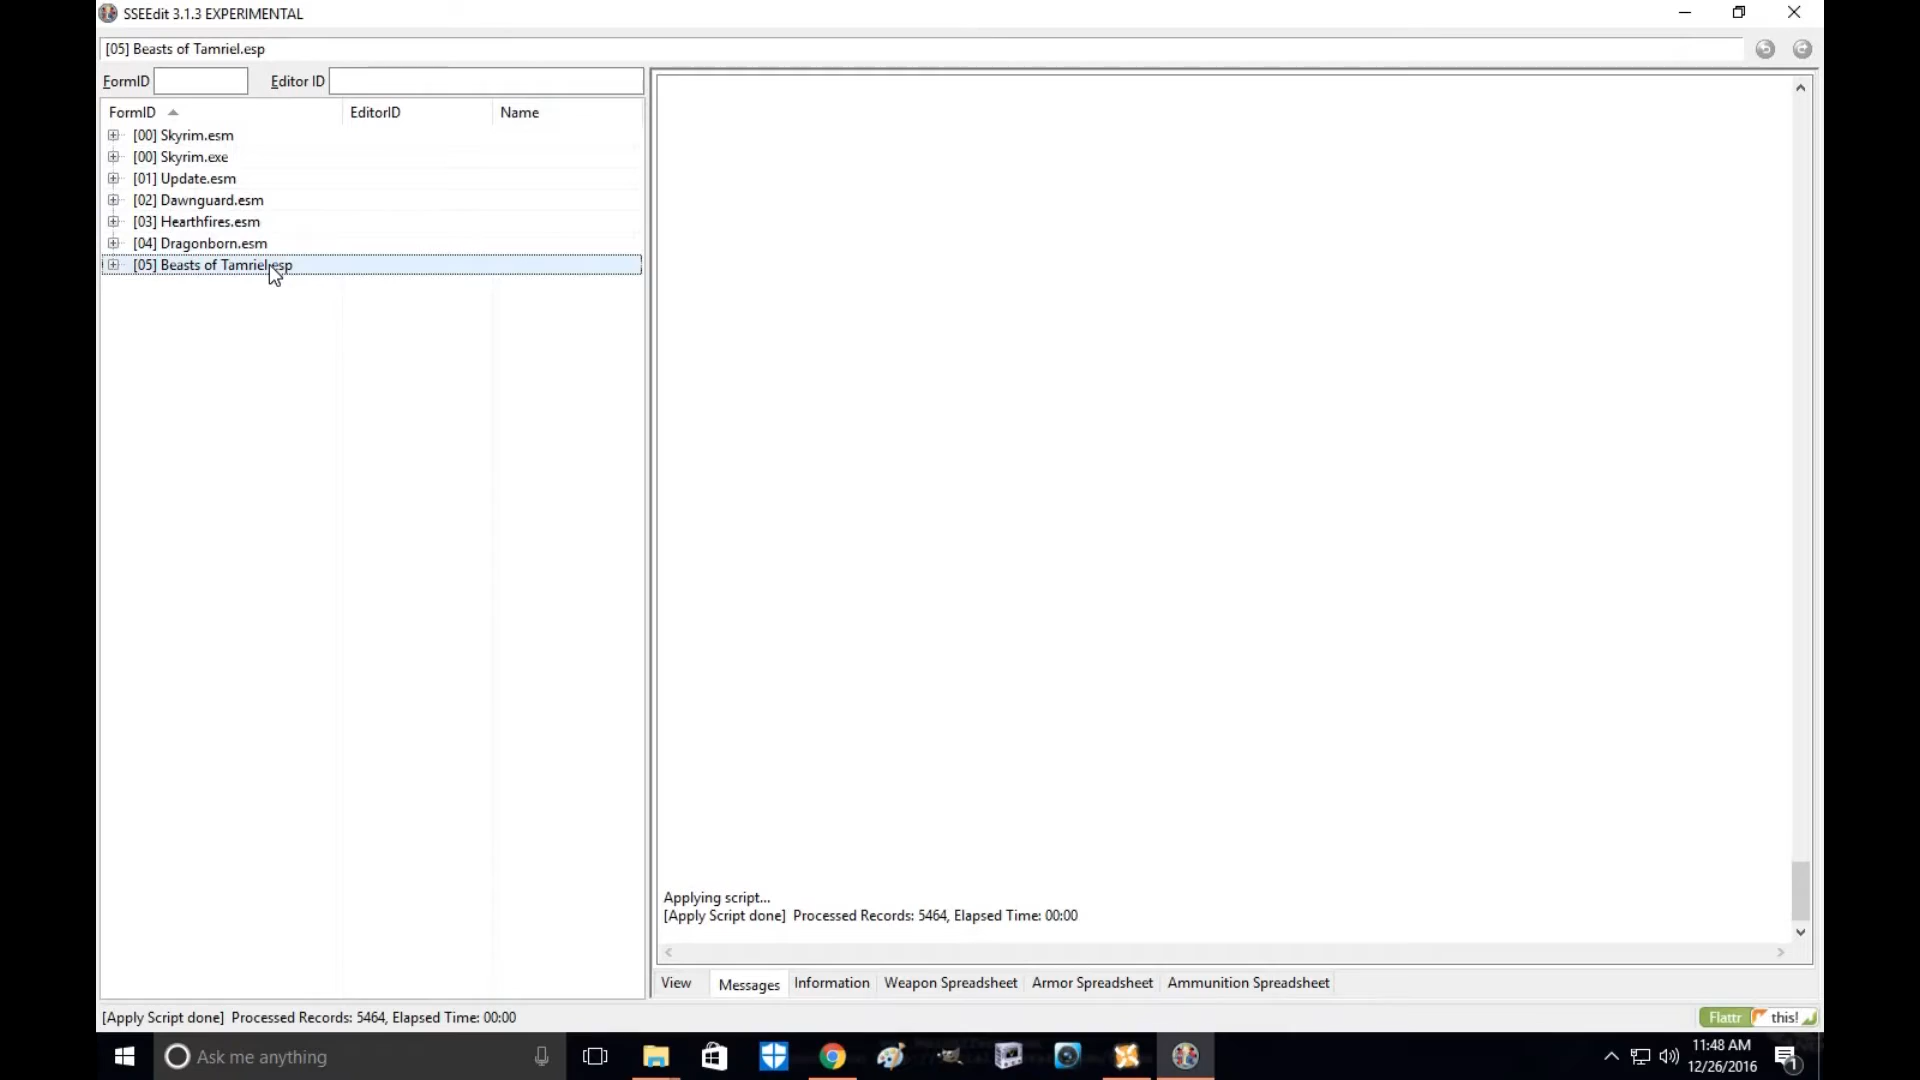 SSEEdit 3.1.3 EXPERIMENTAL
[05] Beasts of Tamriel.esp
FormID Editor ID
FormID EditorID Name
[00] Skyrim.esm
[00] Skyrim.exe
[01] Update.esm
[02] Dawnguard.esm
[03] Hearthfires.esm
[04] Dragonborn.esm
[05] Beasts of Tamriel.esp
Applying script...
[Apply Script done]  Processed Records: 5464, Elapsed Time: 00:00
View Messages Information Weapon Spreadsheet Armor Spreadsheet Ammunition Spreadsheet
[Apply Script done]  Processed Records: 5464, Elapsed Time: 00:00
Flattr this!
Ask me anything
11:48 AM
12/26/2016
1